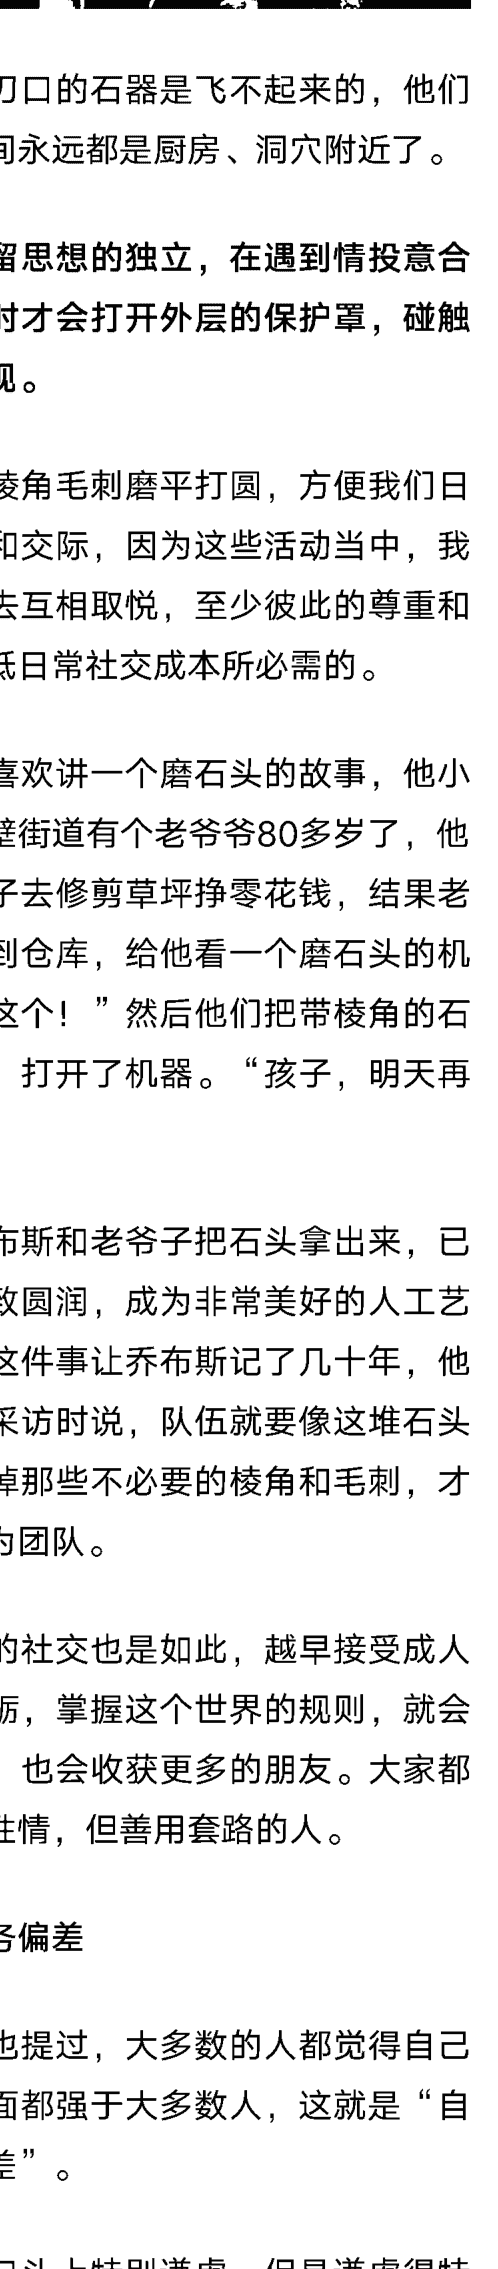 刃口的石器是飞不起来的，他们
间永远都是厨房、洞穴附近了。
留思想的独立，在遇到情投意合
时才会打开外层的保护罩，碰触
现。
棱角毛刺磨平打圆，方便我们日
和交际，因为这些活动当中，我
去互相取悦，至少彼此的尊重和
低日常社交成本所必需的。
喜欢讲一个磨石头的故事，他小
壁街道有个老爷爷80多岁了，他
子去修剪草坪挣零花钱，结果老
到仓库，给他看一个磨石头的机
这个！”然后他们把带棱角的石
打开了机器。“孩子，明天再
布斯和老爷子把石头拿出来，已
致圆润，成为非常美好的人工艺
这件事让乔布斯记了几十年，他
采访时说，队伍就要像这堆石头
掉那些不必要的棱角和毛刺，才
为团队。
的社交也是如此，越早接受成人
砺，掌握这个世界的规则，就会
也会收获更多的朋友。大家都
性情，但善用套路的人。
务偏差
也提过，大多数的人都觉得自己
面都强于大多数人，这就是“自
差”。